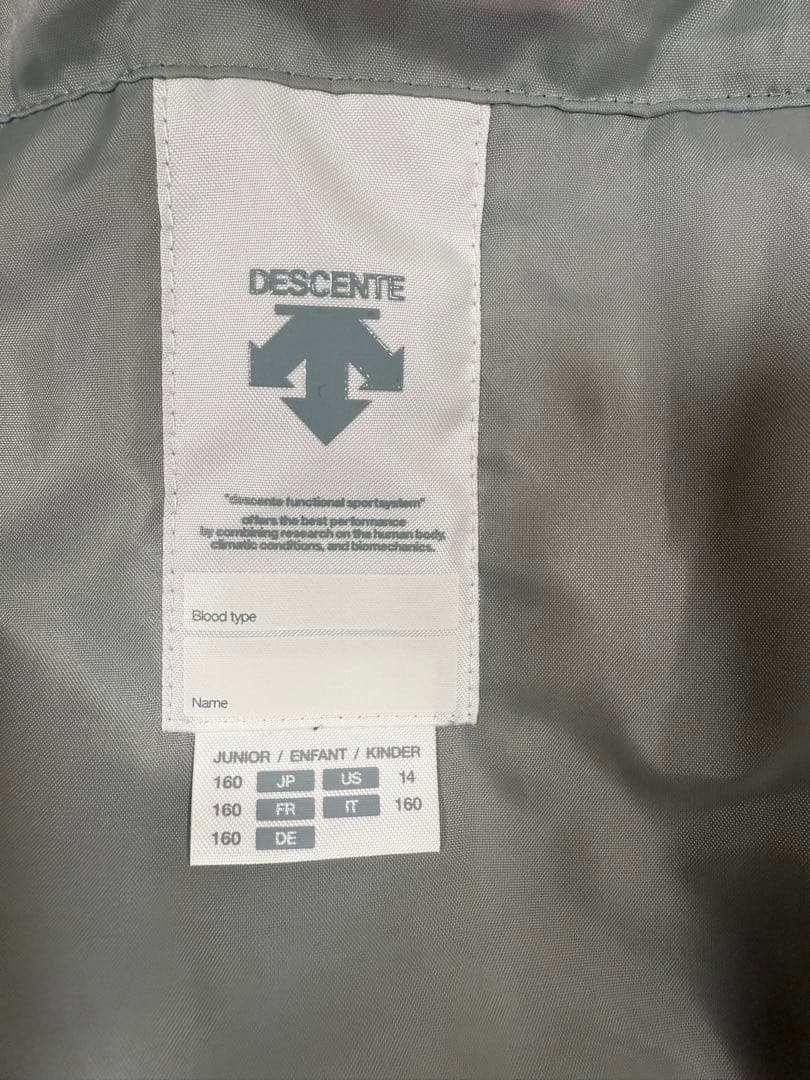 DESCENTE
"descente functional sportsystem"
offers the best performance
by combining research on the human body,
climatic conditions, and biomechanics.
Blood type
Name
JUNIOR / ENFANT / KINDER
160 JP US 14
160 FR IT 160
160 DE